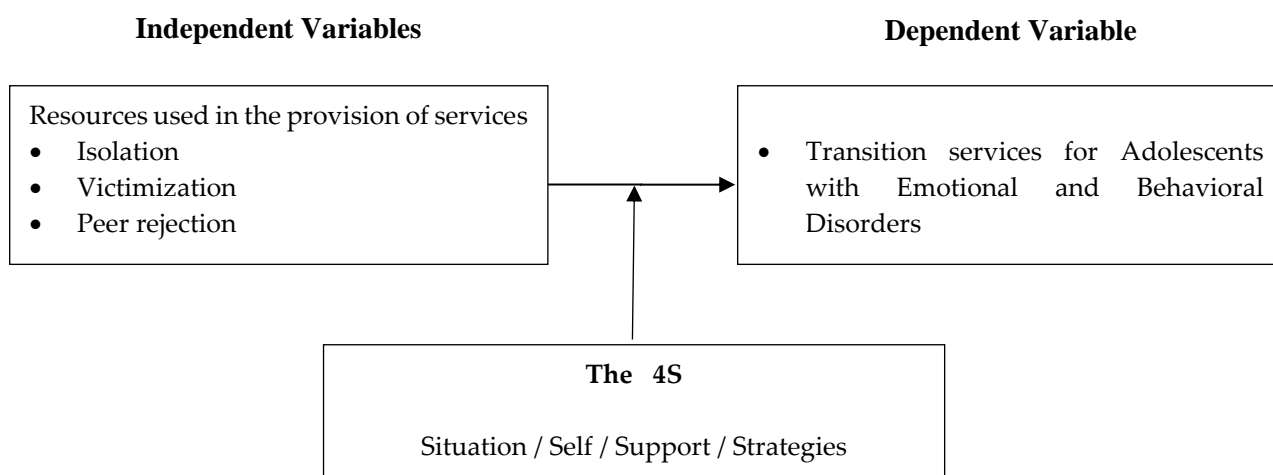 Independent Variables
Dependent Variable
Resources used in the provision of services
• Isolation
• Victimization
• Peer rejection
• Transition services for Adolescents
with Emotional and Behavioral
Disorders
The 4S
Situation / Self / Support / Strategies